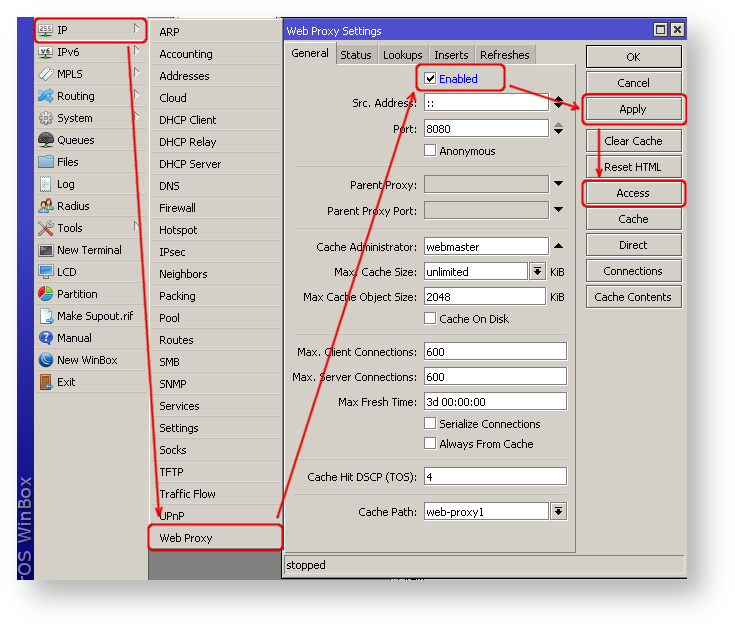 IP
IPv6
MPLS
Routing
System
Queues
Files
Log
Radius
Tools
New Terminal
LCD
Partition
Make Supout.rif
Manual
New WinBox
Exit
OS WinBox
ARP
Accounting
Addresses
Cloud
DHCP Client
DHCP Relay
DHCP Server
DNS
Firewall
Hotspot
IPsec
Neighbors
Packing
Pool
Routes
SMB
SNMP
Services
Settings
Socks
TFTP
Traffic Flow
UPnP
Web Proxy
Web Proxy Settings
General Status Lookups Inserts Refreshes
Enabled
Src. Address: ::
Port: 8080
Anonymous
Parent Proxy:
Parent Proxy Port:
Cache Administrator: webmaster
Max. Cache Size: unlimited KiB
Max Cache Object Size: 2048 KiB
Cache On Disk
Max. Client Connections: 600
Max. Server Connections: 600
Max Fresh Time: 3d 00:00:00
Serialize Connections
Always From Cache
Cache Hit DSCP (TOS): 4
Cache Path: web-proxy1
OK
Cancel
Apply
Clear Cache
Reset HTML
Access
Cache
Direct
Connections
Cache Contents
stopped